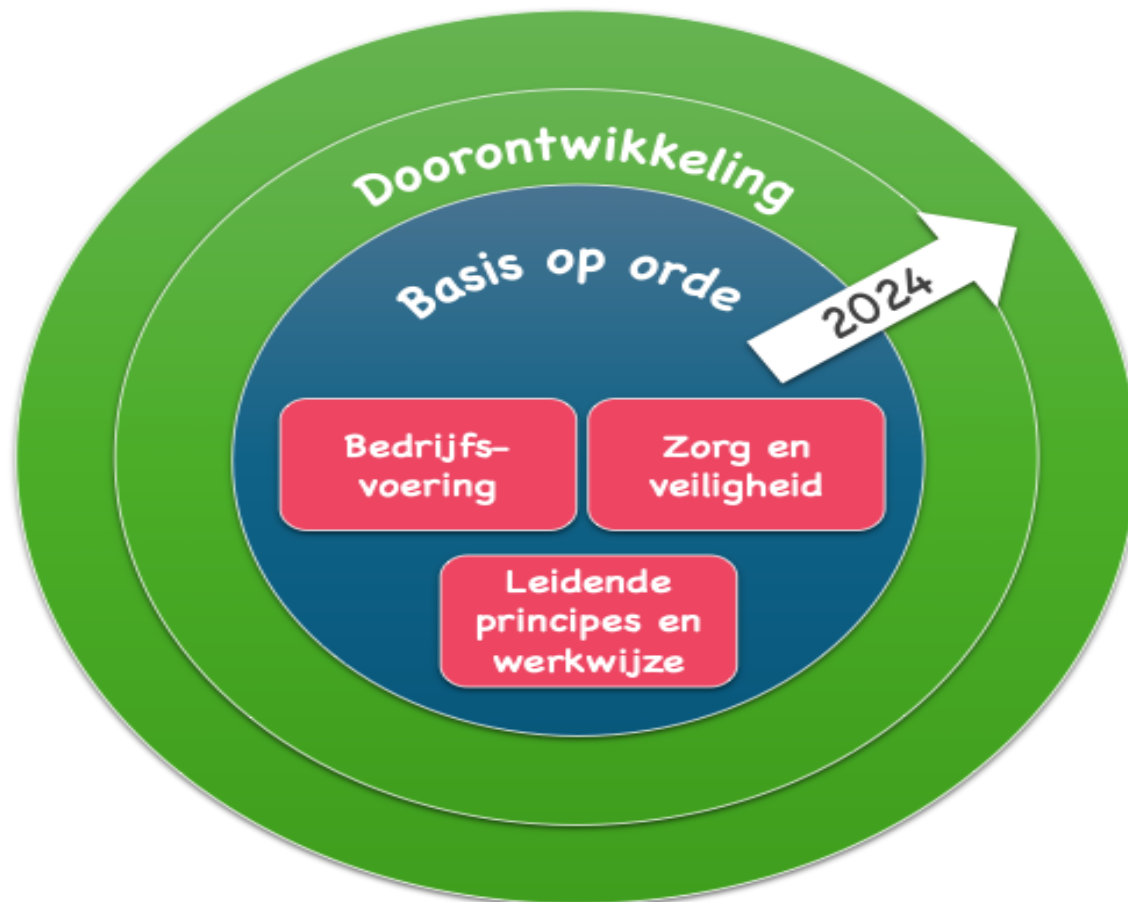 Doorontwikkeling
Basis op orde
2024
Bedrijfs-
voering
Zorg en
veiligheid
Leidende
principes en
werkwijze